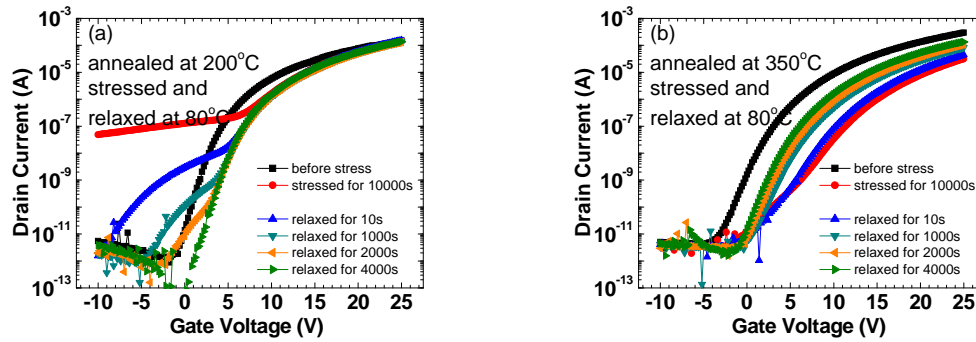 (a)
annealed at 200°C
stressed and
relaxed at 80°C
before stress
stressed for 10000s
relaxed for 10s
relaxed for 1000s
relaxed for 2000s
relaxed for 4000s
10⁻³
10⁻⁵
10⁻⁷
10⁻⁹
10⁻¹¹
10⁻¹³
Drain Current (A)
-10 -5 0 5 10 15 20 25
Gate Voltage (V)
(b)
annealed at 350°C
stressed and
relaxed at 80°C
before stress
stressed for 10000s
relaxed for 10s
relaxed for 1000s
relaxed for 2000s
relaxed for 4000s
10⁻³
10⁻⁵
10⁻⁷
10⁻⁹
10⁻¹¹
10⁻¹³
Drain Current (A)
-10 -5 0 5 10 15 20 25
Gate Voltage (V)